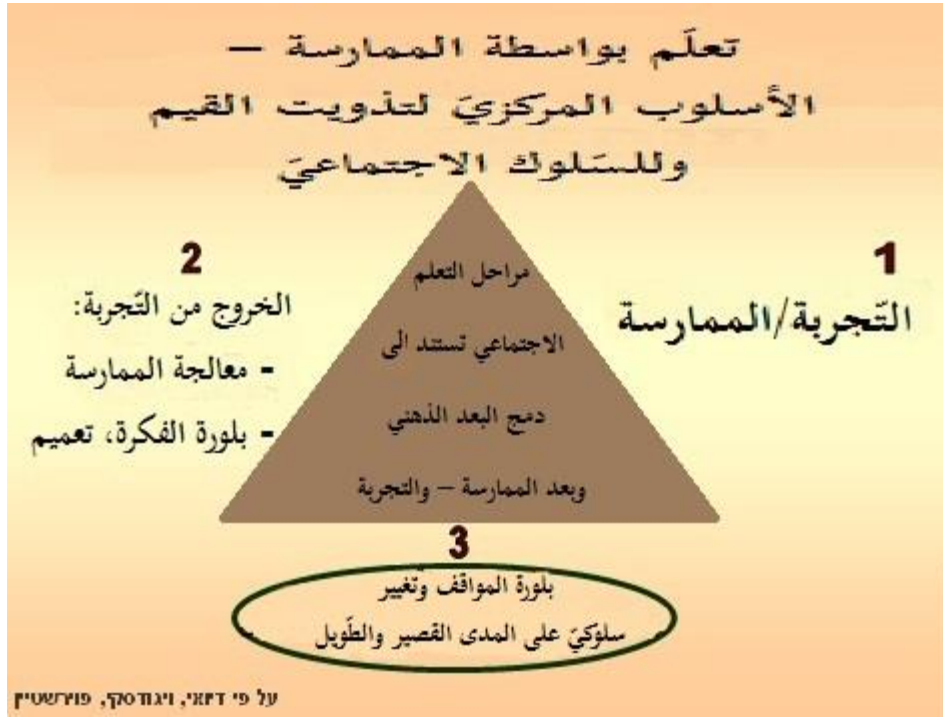 تعلّم بواسطة الممارسة –
الأسلوب المركزيَ لتذويت القيم
وللسَلوك الاجتماعيَ
1
التّجربة/الممارسة
2
الخروج من التّجربة:
- معالجة الممارسة
- بلورة الفكرة، تعميم
مراحل التعلم
الاجتماعي تستند الى
دمج البعد الذهني
وبعد الممارسة – والتجربة
3
بلورة المواقف وتغيير
سلوكيّ على المدى القصير والطّويل
על פי דיואי, ויגודסקי, פוירשטיין